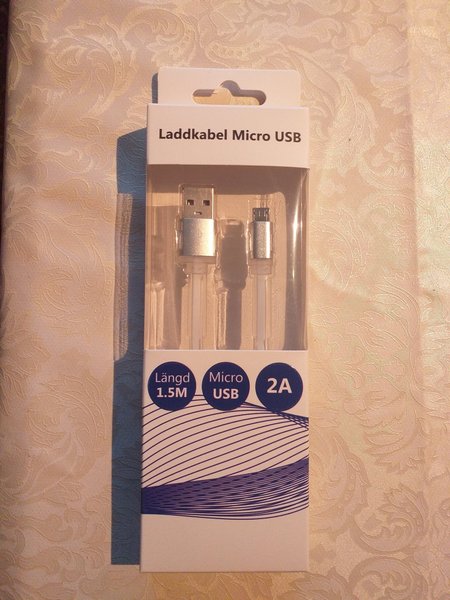 Laddkabel Micro USB
Längd
1.5M
Micro
USB
2A